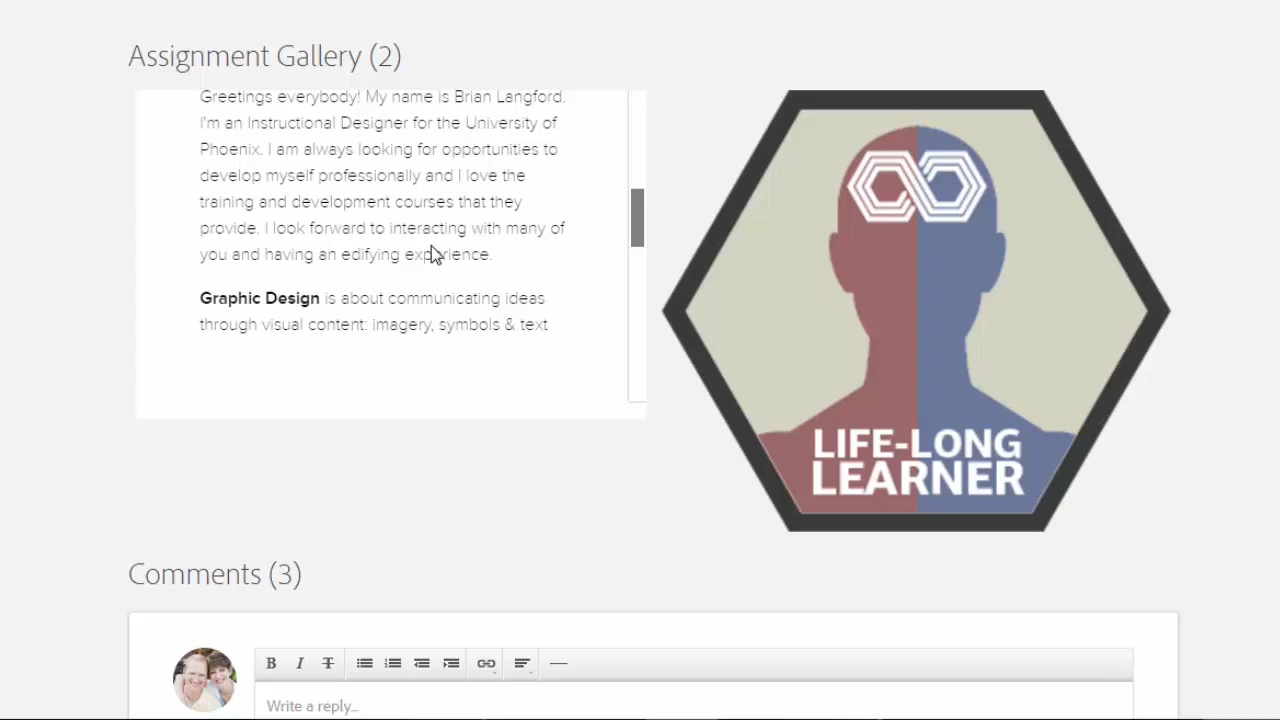 Assignment Gallery (2)
Greetings everybody! My name is Brian Langford.
I'm an Instructional Designer for the University of
Phoenix. I am always looking for opportunities to
develop myself professionally and I love the
training and development courses that they
provide. I look forward to interacting with many of
you and having an edifying experience.
Graphic Design is about communicating ideas
through visual content: imagery, symbols & text
LIFE-LONG
LEARNER
Comments (3)
B I T
Write a reply...